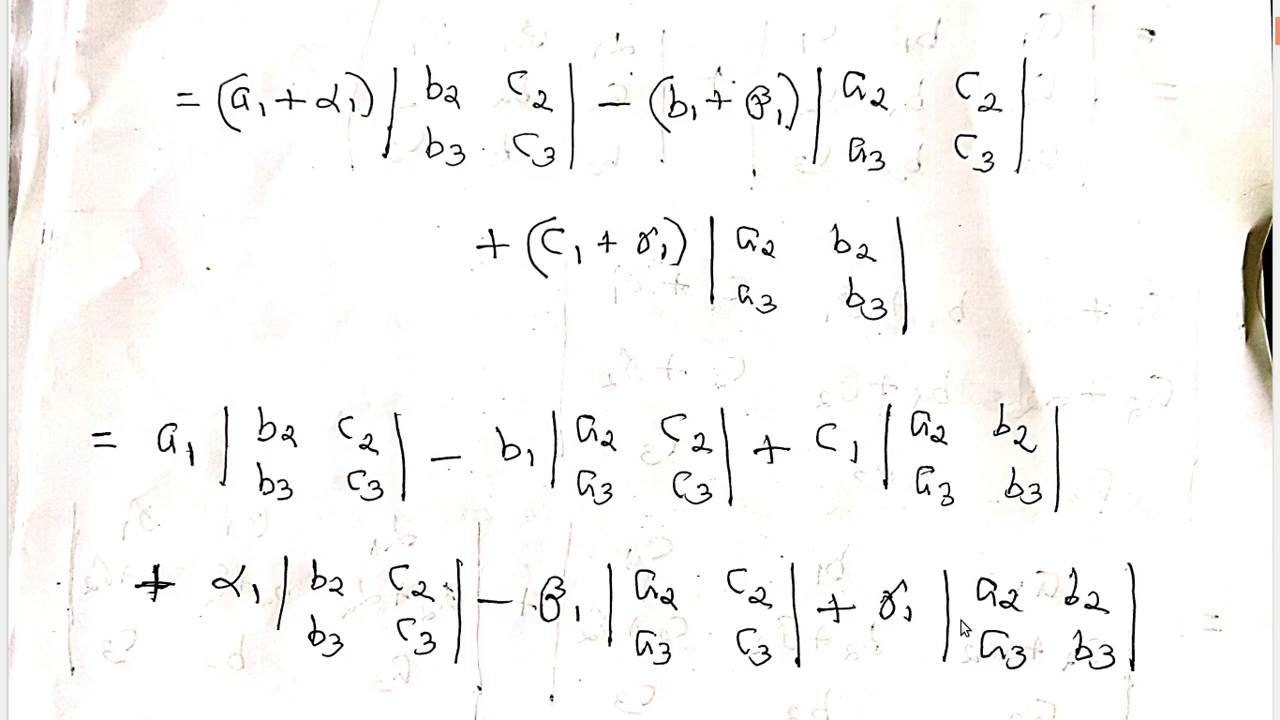 = (a₁ + α₁) | b₂ c₂ | − (b₁ + β₁) | a₂ c₂ |
| b₃ c₃ | | a₃ c₃ |
+ (c₁ + γ₁) | a₂ b₂ |
| a₃ b₃ |
= a₁ | b₂ c₂ | − b₁ | a₂ c₂ | + c₁ | a₂ b₂ |
| b₃ c₃ | | a₃ c₃ | | a₃ b₃ |
+ α₁ | b₂ c₂ | − β₁ | a₂ c₂ | + γ₁ | a₂ b₂ |
| b₃ c₃ | | a₃ c₃ | | a₃ b₃ |